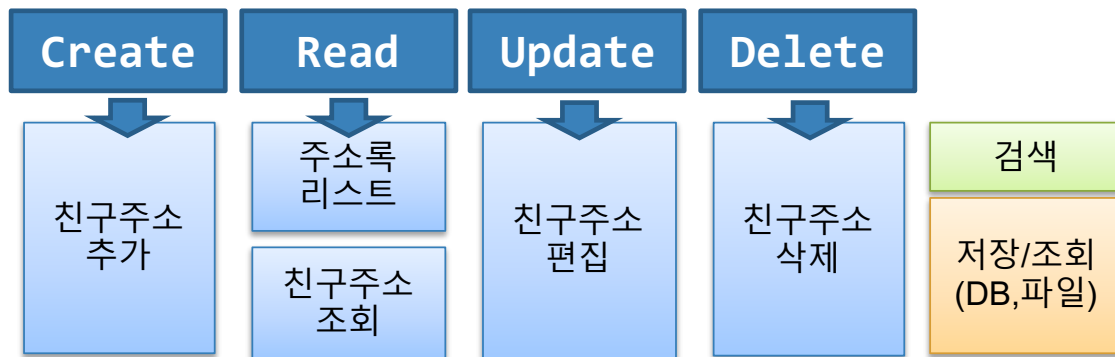 Create
Read
Update
Delete
친구주소
추가
주소록
리스트
친구주소
조회
친구주소
편집
친구주소
삭제
검색
저장/조회
(DB,파일)